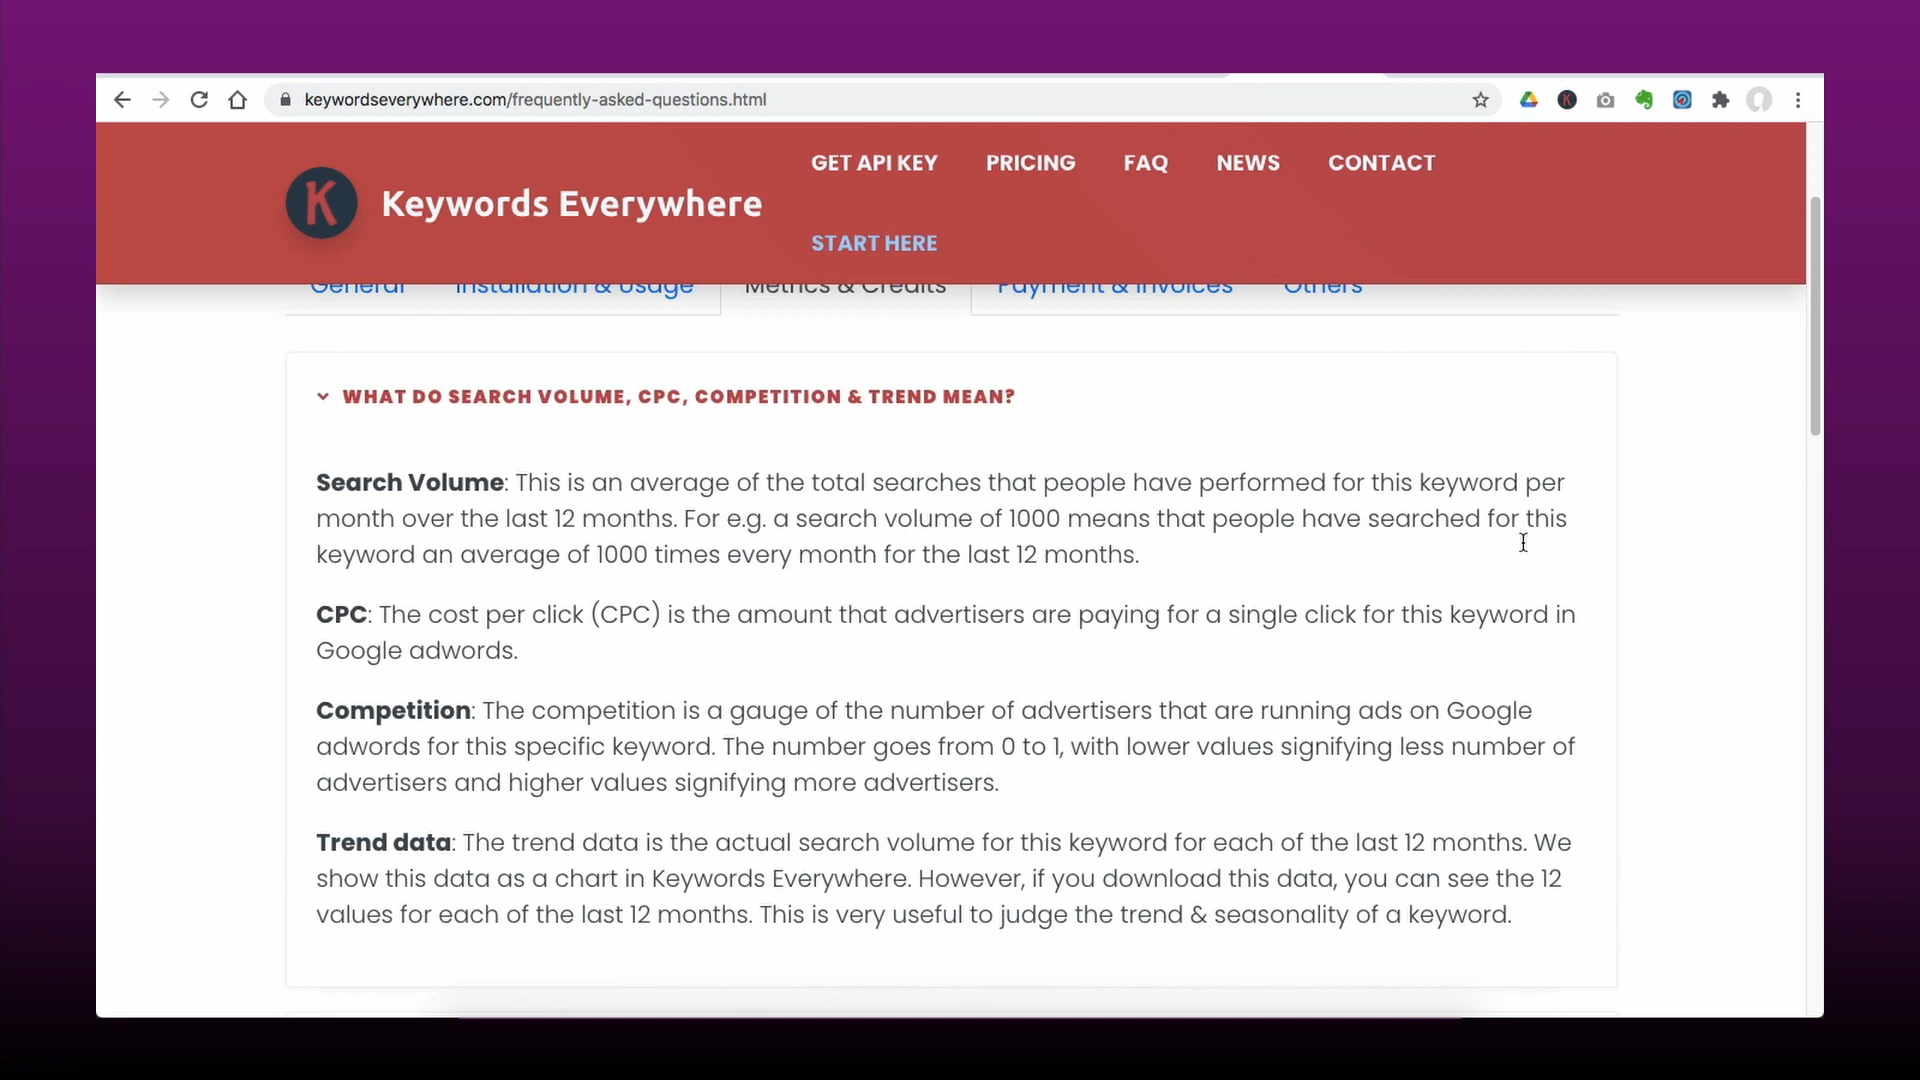 keywordseverywhere.com/frequently-asked-questions.html
GET API KEY PRICING FAQ NEWS CONTACT
K Keywords Everywhere
START HERE
General Installation & Usage Metrics & Credits Payment & Invoices Others
WHAT DO SEARCH VOLUME, CPC, COMPETITION & TREND MEAN?
Search Volume: This is an average of the total searches that people have performed for this keyword per
month over the last 12 months. For e.g. a search volume of 1000 means that people have searched for this
keyword an average of 1000 times every month for the last 12 months.
CPC: The cost per click (CPC) is the amount that advertisers are paying for a single click for this keyword in
Google adwords.
Competition: The competition is a gauge of the number of advertisers that are running ads on Google
adwords for this specific keyword. The number goes from 0 to 1, with lower values signifying less number of
advertisers and higher values signifying more advertisers.
Trend data: The trend data is the actual search volume for this keyword for each of the last 12 months. We
show this data as a chart in Keywords Everywhere. However, if you download this data, you can see the 12
values for each of the last 12 months. This is very useful to judge the trend & seasonality of a keyword.